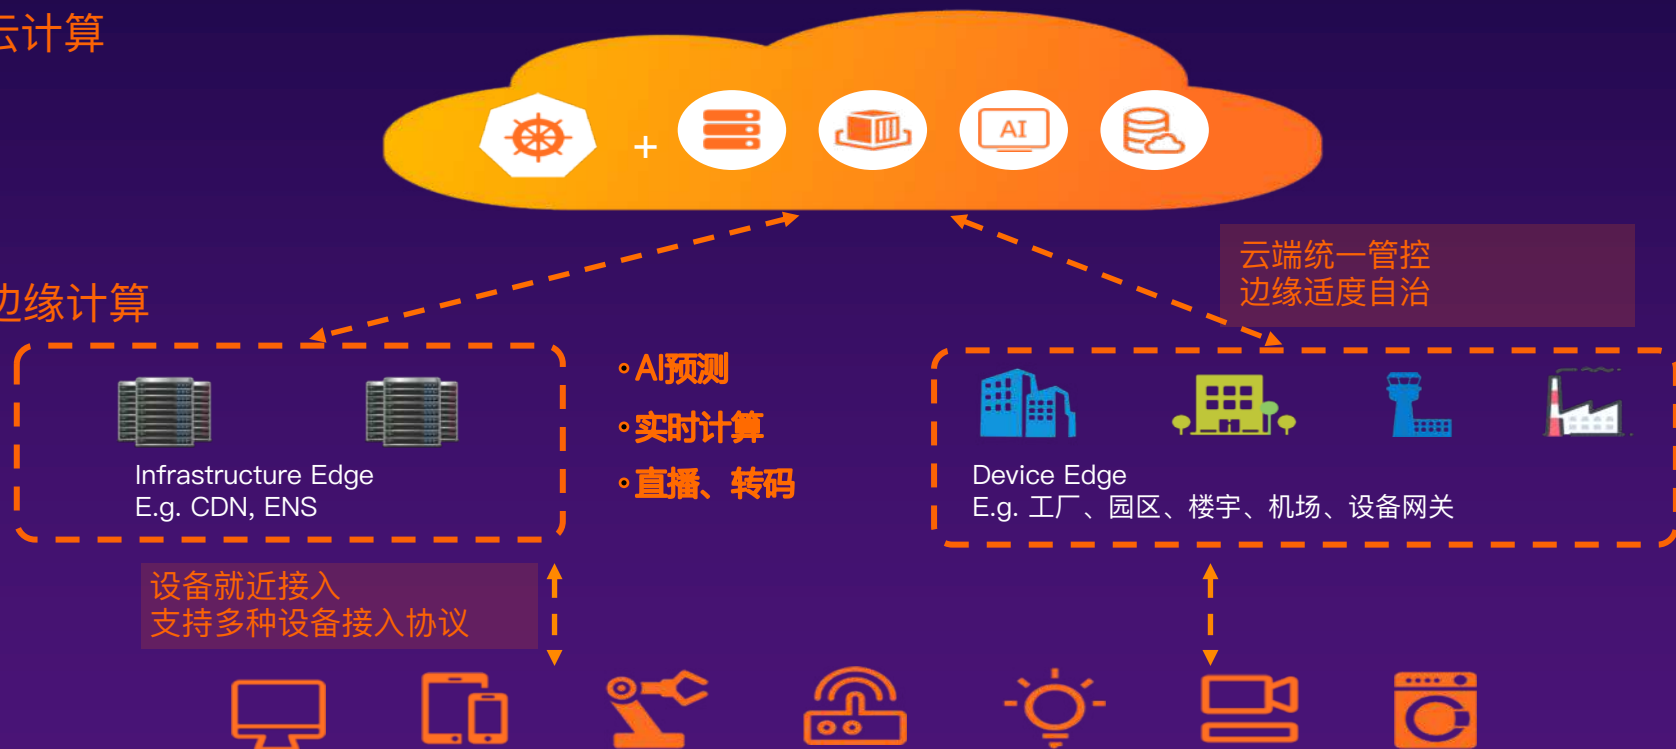 云计算
+
AI
云端统一管控
边缘适度自治
边缘计算
AI预测
实时计算
直播、转码
Infrastructure Edge
E.g. CDN, ENS
Device Edge
E.g. 工厂、园区、楼宇、机场、设备网关
设备就近接入
支持多种设备接入协议